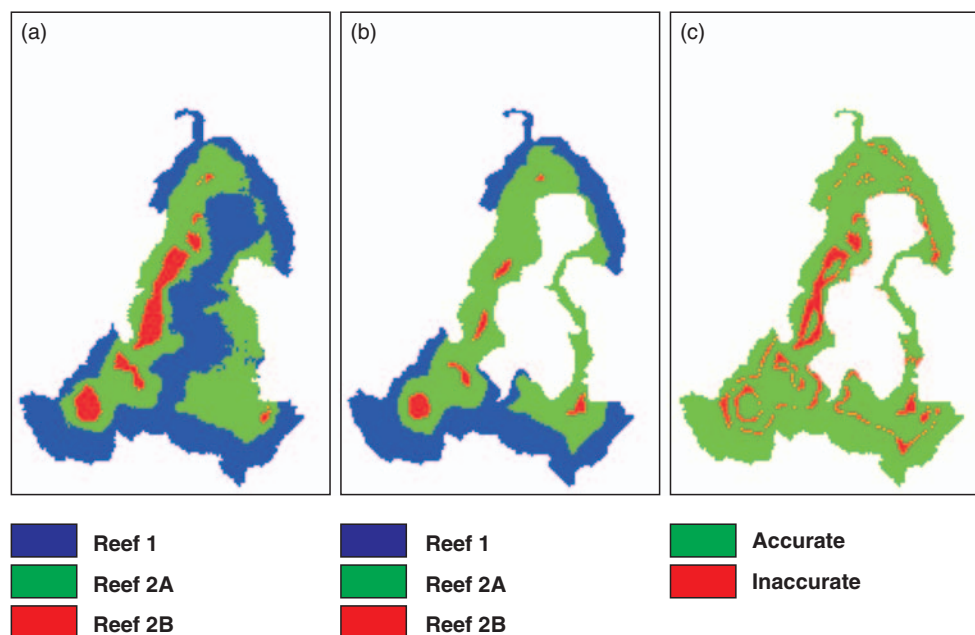 (a)
(b)
(c)
Reef 1
Reef 2A
Reef 2B
Reef 1
Reef 2A
Reef 2B
Accurate
Inaccurate